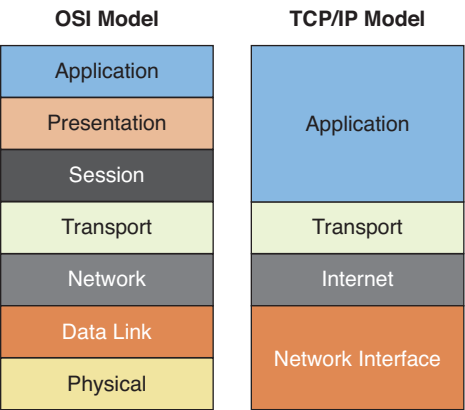 OSI Model
Application
Presentation
Session
Transport
Network
Data Link
Physical
TCP/IP Model
Application
Transport
Internet
Network Interface